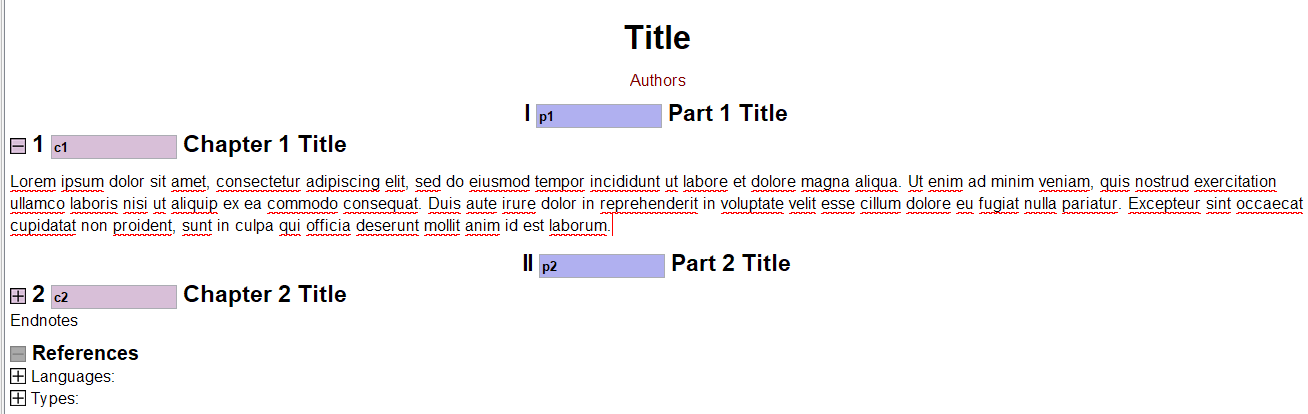 Title
Authors
I p1 Part 1 Title
1 c1 Chapter 1 Title
Lorem ipsum dolor sit amet, consectetur adipiscing elit, sed do eiusmod tempor incididunt ut labore et dolore magna aliqua. Ut enim ad minim veniam, quis nostrud exercitation
ullamco laboris nisi ut aliquip ex ea commodo consequat. Duis aute irure dolor in reprehenderit in voluptate velit esse cillum dolore eu fugiat nulla pariatur. Excepteur sint occaecat
cupidatat non proident, sunt in culpa qui officia deserunt mollit anim id est laborum.
II p2 Part 2 Title
2 c2 Chapter 2 Title
Endnotes
References
Languages:
Types: